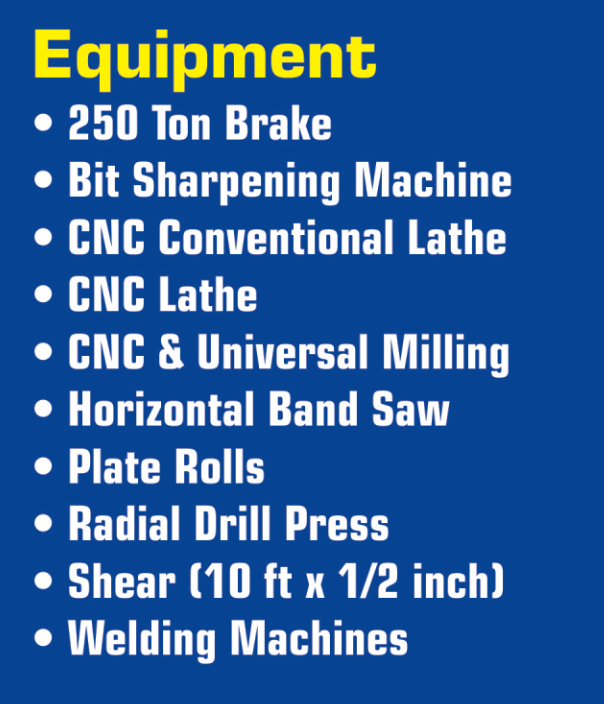 Equipment
• 250 Ton Brake
• Bit Sharpening Machine
• CNC Conventional Lathe
• CNC Lathe
• CNC & Universal Milling
• Horizontal Band Saw
• Plate Rolls
• Radial Drill Press
• Shear (10 ft x 1/2 inch)
• Welding Machines